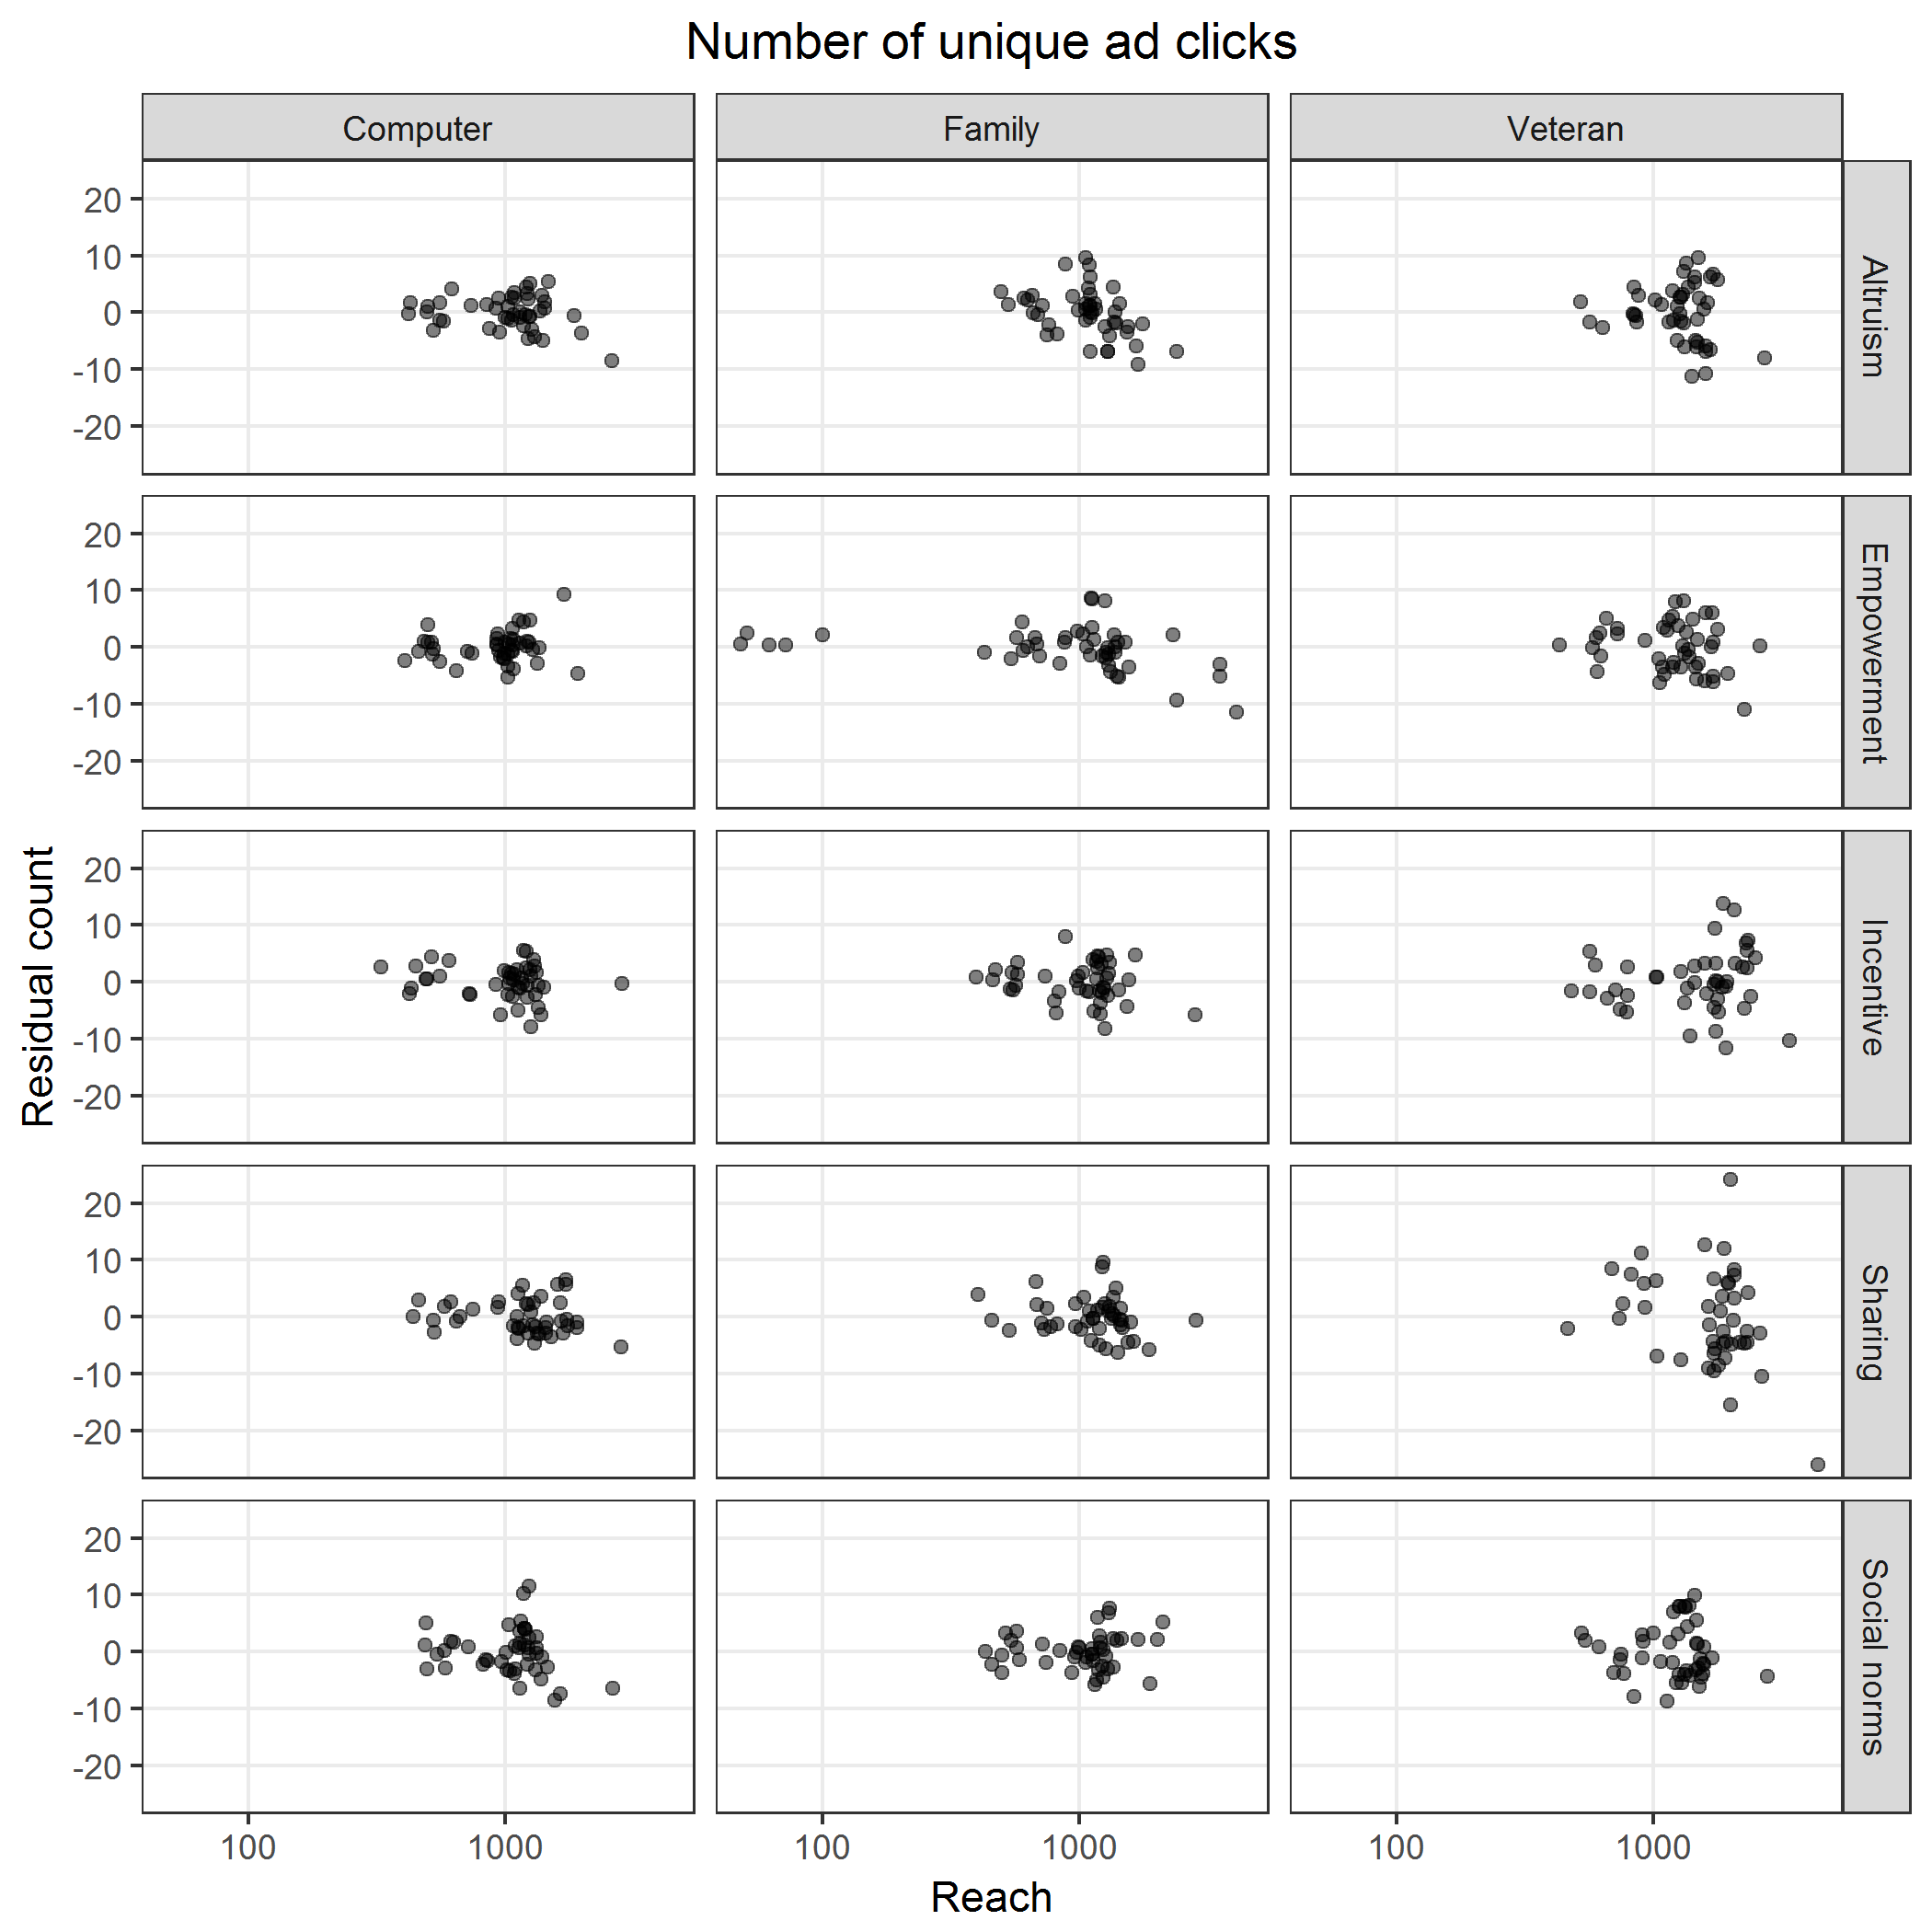 Number of unique ad clicks
Computer Family Veteran
20
10
0
-10
-20
Altruism
20
10
0
-10
-20
Empowerment
20
10
0
-10
-20
Incentive
20
10
0
-10
-20
Sharing
20
10
0
-10
-20
Social norms
Residual count
100 1000 100 1000 100 1000
Reach